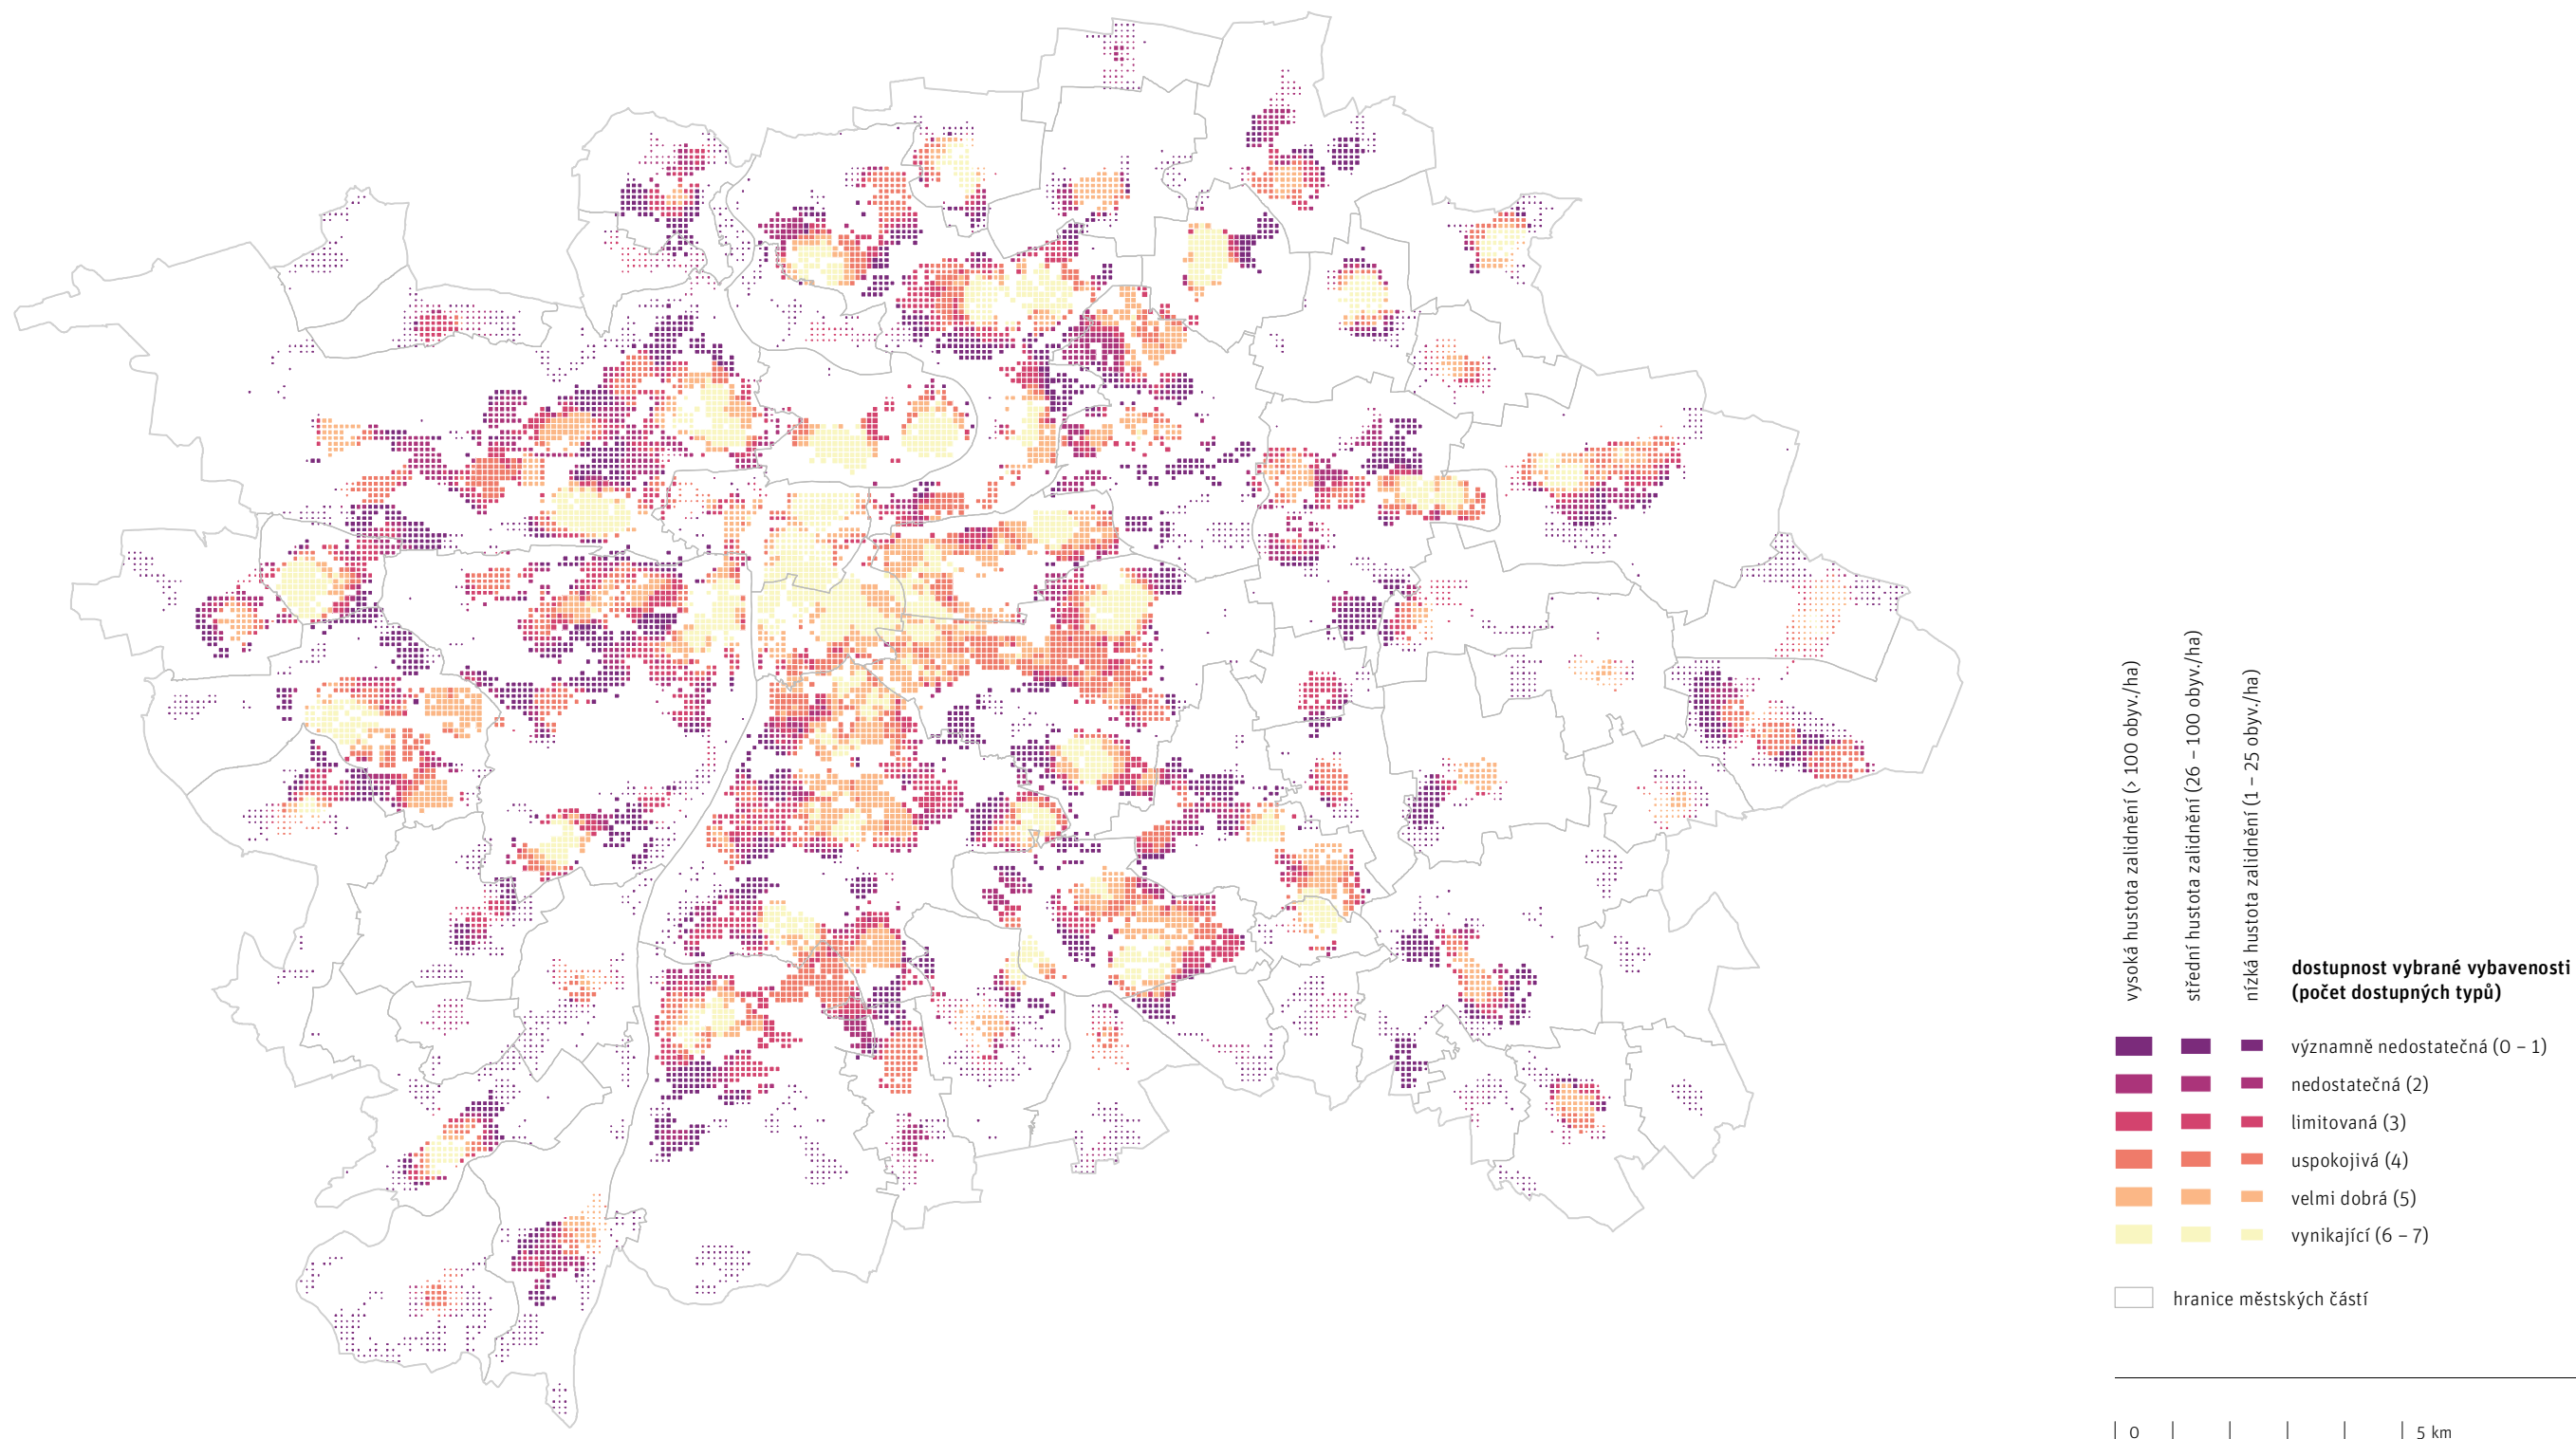 vysoká hustota zalidnění (> 100 obyv./ha)
střední hustota zalidnění (26 – 100 obyv./ha)
nízká hustota zalidnění (1 – 25 obyv./ha)
dostupnost vybrané vybavenosti
(počet dostupných typů)
významně nedostatečná (0 – 1)
nedostatečná (2)
limitovaná (3)
uspokojivá (4)
velmi dobrá (5)
vynikající (6 – 7)
hranice městských částí
0 5 km